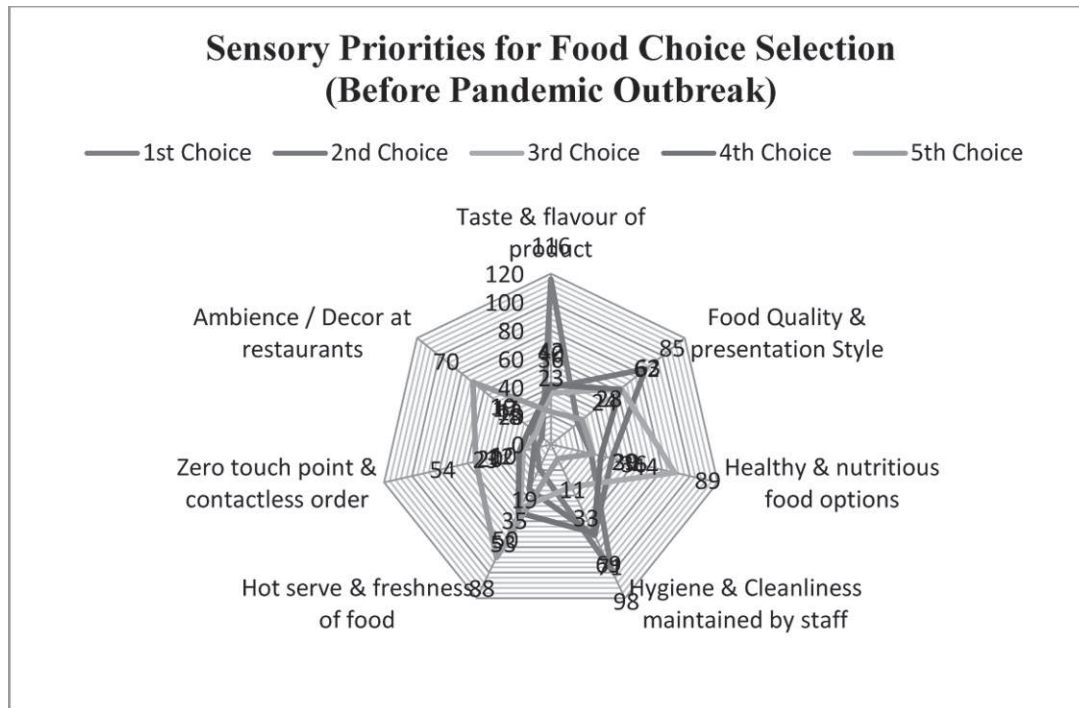 Sensory Priorities for Food Choice Selection
(Before Pandemic Outbreak)
1st Choice 2nd Choice 3rd Choice 4th Choice 5th Choice
Taste & flavour of
product
116
120
100
80
60
40
23
0
Ambience / Decor at
restaurants
70
Food Quality &
presentation Style
85
28
Zero touch point &
contactless order
54
Healthy & nutritious
food options
89
44
11
19
33
35
Hot serve & freshness
of food
88
Hygiene & Cleanliness
maintained by staff
71
98